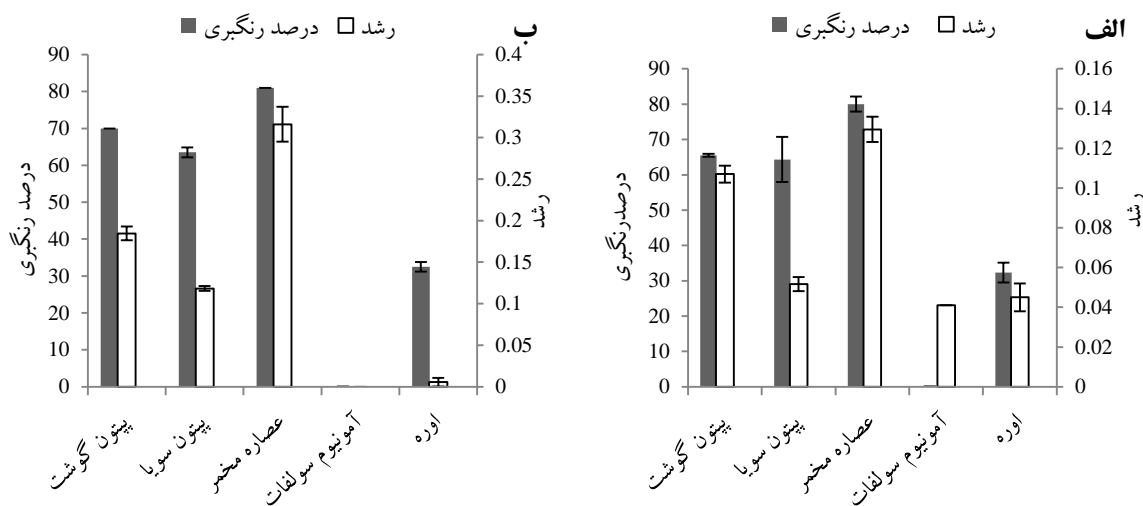 الف
درصد رنگبری رشد
90
80
70
60
50
40
30
20
10
0
درصدرنگبری
0.16
0.14
0.12
0.1
0.08
0.06
0.04
0.02
0
رشد
پپتون گوشت
پپتون سویا
عصاره مخمر
آمونیوم سولفات
اوره
ب
درصد رنگبری رشد
90
80
70
60
50
40
30
20
10
0
درصد رنگبری
0.4
0.35
0.3
0.25
0.2
0.15
0.1
0.05
0
رشد
پپتون گوشت
پپتون سویا
عصاره مخمر
آمونیوم سولفات
اوره